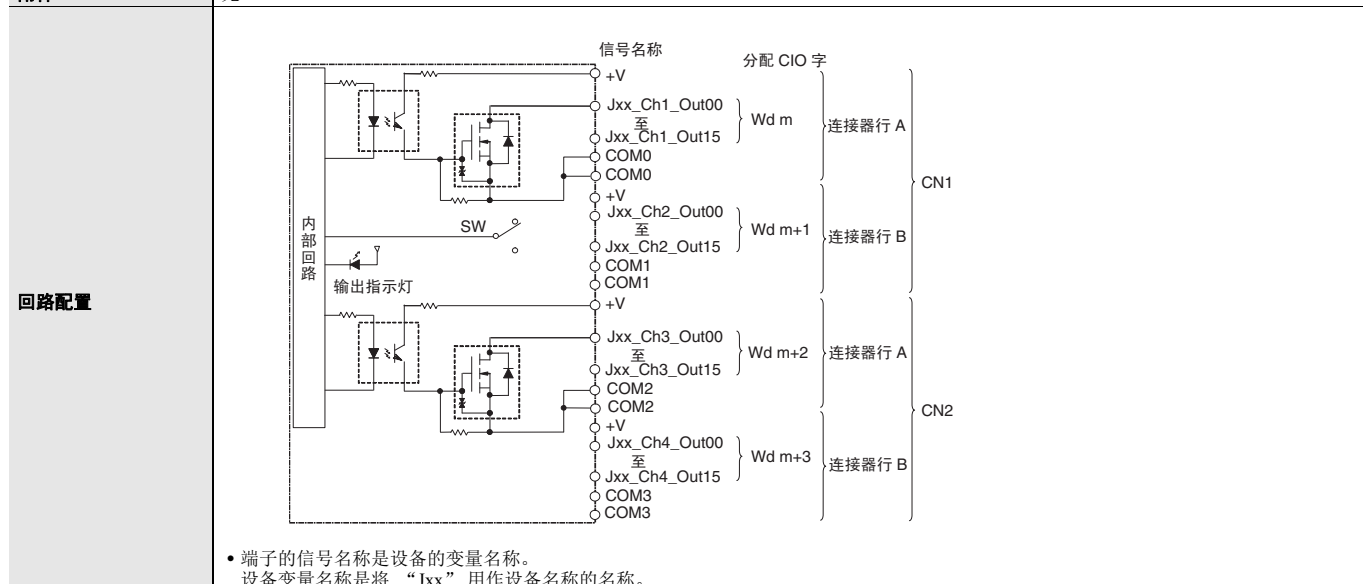 回路配置
信号名称
分配 CIO 字
+V
Jxx_Ch1_Out00
至
Jxx_Ch1_Out15
COM0
COM0
Wd m
连接器行 A
CN1
+V
Jxx_Ch2_Out00
至
Jxx_Ch2_Out15
COM1
COM1
Wd m+1
连接器行 B
内部回路
SW
输出指示灯
+V
Jxx_Ch3_Out00
至
Jxx_Ch3_Out15
COM2
COM2
Wd m+2
连接器行 A
CN2
+V
Jxx_Ch4_Out00
至
Jxx_Ch4_Out15
COM3
COM3
Wd m+3
连接器行 B
• 端子的信号名称是设备的变量名称。
设备变量名称是将 “Jxx” 用作设备名称的名称。